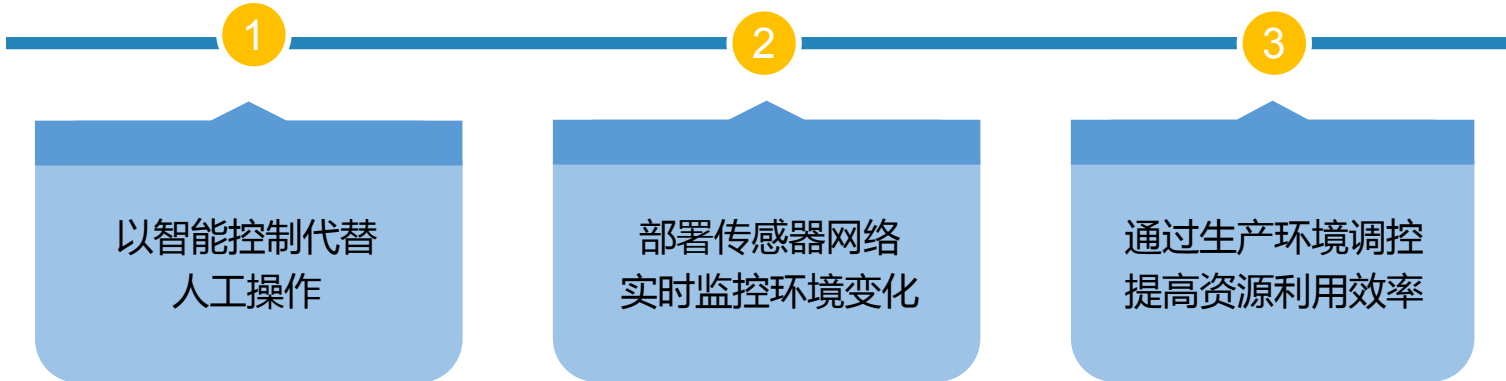 1
2
3
以智能控制代替
人工操作
部署传感器网络
实时监控环境变化
通过生产环境调控
提高资源利用效率